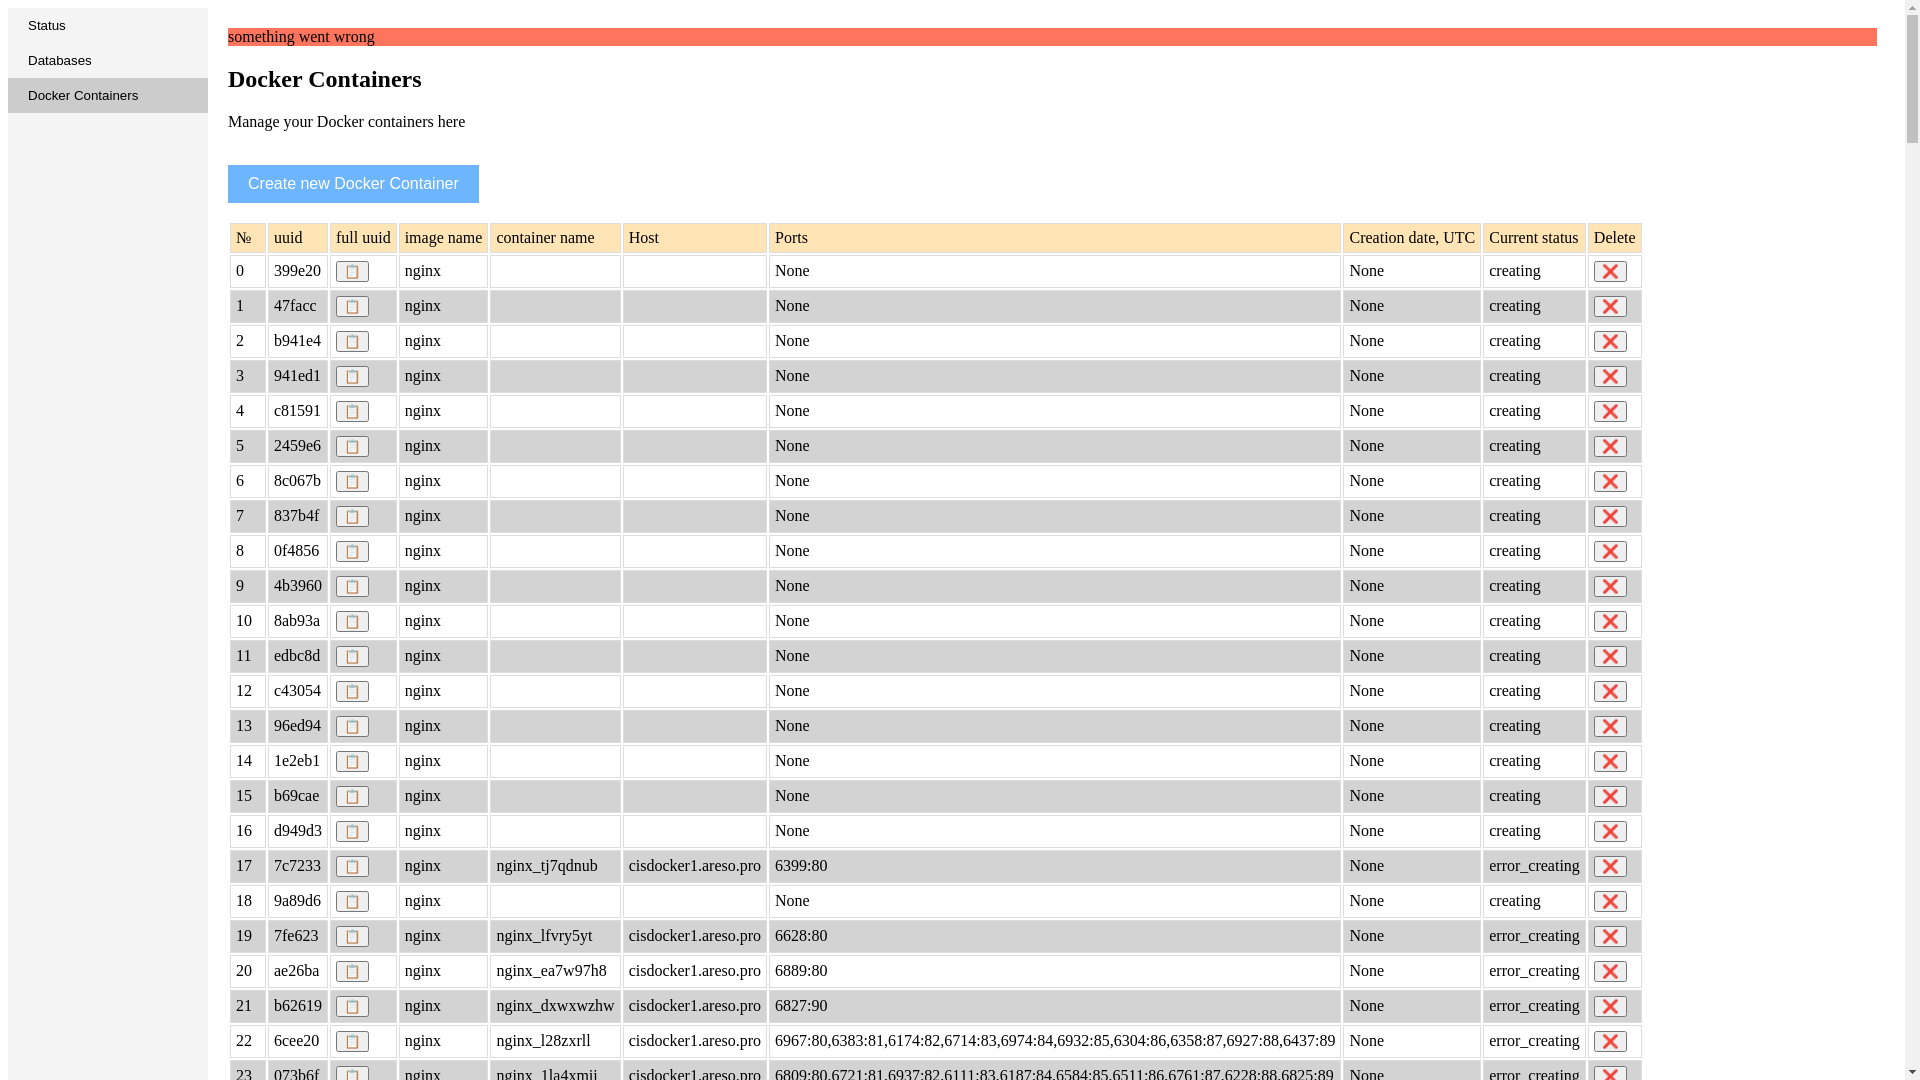 Status
Databases
Docker Containers
something went wrong
Docker Containers
Manage your Docker containers here
Create new Docker Container
№ uuid full uuid image name container name Host Ports Creation date, UTC Current status Delete
0 399e20 nginx None None creating
1 47facc nginx None None creating
2 b941e4 nginx None None creating
3 941ed1 nginx None None creating
4 c81591 nginx None None creating
5 2459e6 nginx None None creating
6 8c067b nginx None None creating
7 837b4f nginx None None creating
8 0f4856 nginx None None creating
9 4b3960 nginx None None creating
10 8ab93a nginx None None creating
11 edbc8d nginx None None creating
12 c43054 nginx None None creating
13 96ed94 nginx None None creating
14 1e2eb1 nginx None None creating
15 b69cae nginx None None creating
16 d949d3 nginx None None creating
17 7c7233 nginx nginx_tj7qdnub cisdocker1.areso.pro 6399:80 None error_creating
18 9a89d6 nginx None None creating
19 7fe623 nginx nginx_lfvry5yt cisdocker1.areso.pro 6628:80 None error_creating
20 ae26ba nginx nginx_ea7w97h8 cisdocker1.areso.pro 6889:80 None error_creating
21 b62619 nginx nginx_dxwxwzhw cisdocker1.areso.pro 6827:90 None error_creating
22 6cee20 nginx nginx_l28zxrll cisdocker1.areso.pro 6967:80,6383:81,6174:82,6714:83,6974:84,6932:85,6304:86,6358:87,6927:88,6437:89 None error_creating
23 073b6f nginx nginx_1la4xmii cisdocker1.areso.pro 6809:80,6721:81,6937:82,6111:83,6187:84,6584:85,6511:86,6761:87,6228:88,6825:89 None error_creating